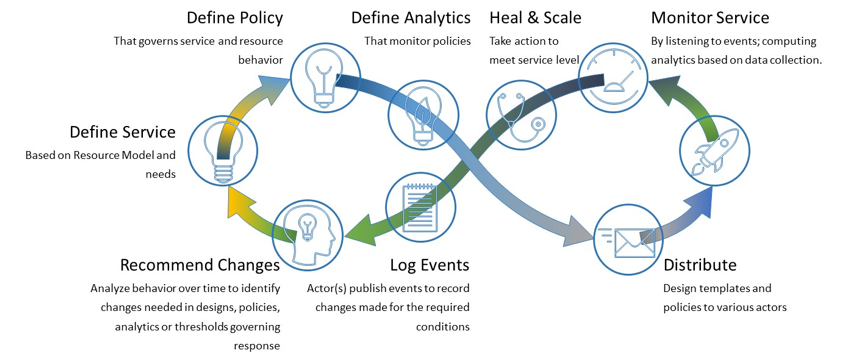 Define Policy
That governs service and resource
behavior
Define Analytics
That monitor policies
Heal & Scale
Take action to
meet service level
Monitor Service
By listening to events; computing
analytics based on data collection.
Define Service
Based on Resource Model and
needs
Recommend Changes
Analyze behavior over time to identify
changes needed in designs, policies,
analytics or thresholds governing
response
Log Events
Actor(s) publish events to record
changes made for the required
conditions
Distribute
Design templates and
policies to various actors